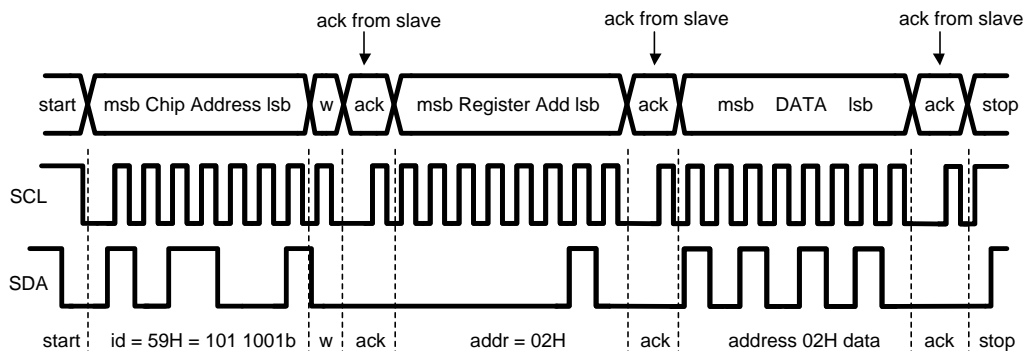 ack from slave ack from slave ack from slave
start msb Chip Address lsb w ack msb Register Add lsb ack msb DATA lsb ack stop
SCL
SDA
start id = 59H = 101 1001b w ack addr = 02H ack address 02H data ack stop